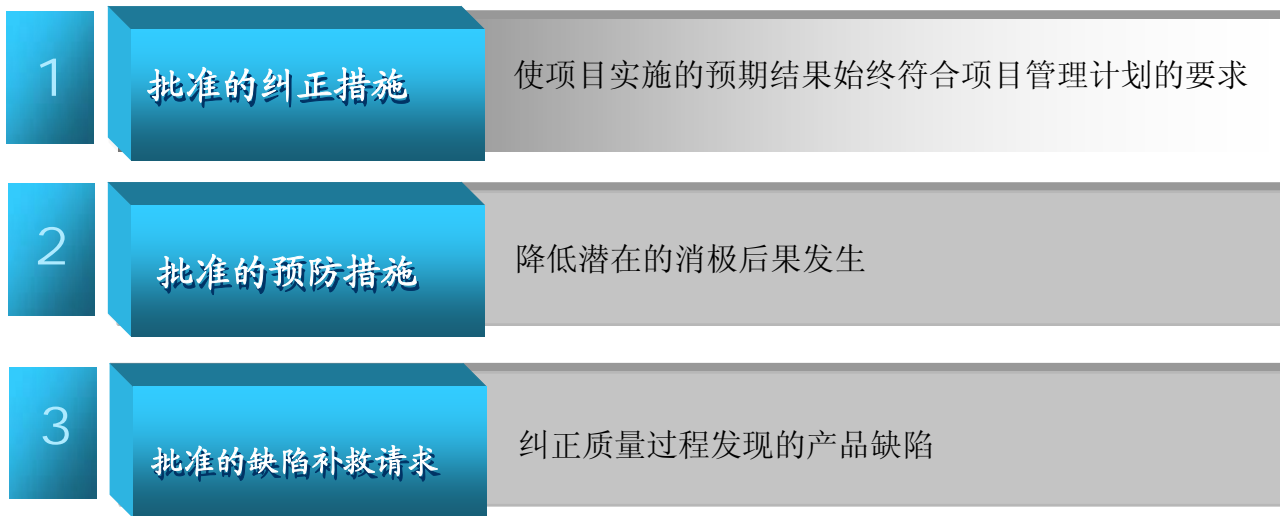 1
批准的纠正措施
使项目实施的预期结果始终符合项目管理计划的要求
2
批准的预防措施
降低潜在的消极后果发生
3
批准的缺陷补救请求
纠正质量过程发现的产品缺陷